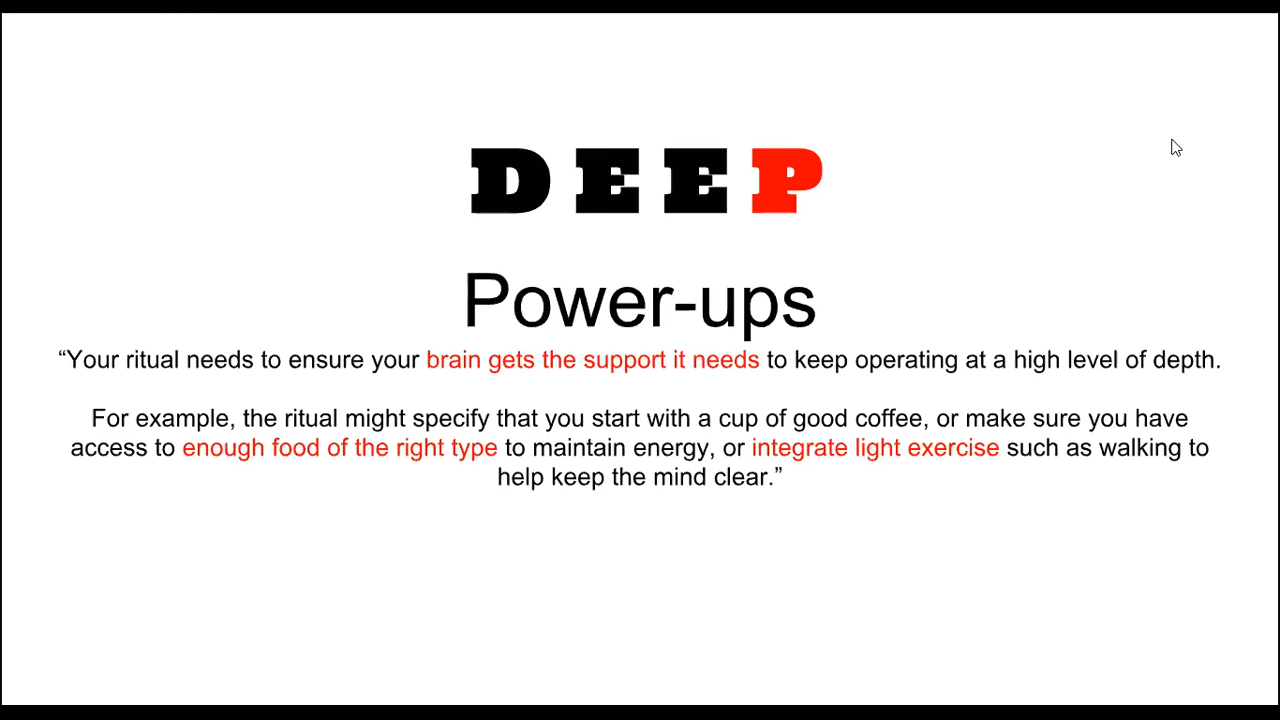 DEEP
Power-ups
“Your ritual needs to ensure your brain gets the support it needs to keep operating at a high level of depth.
For example, the ritual might specify that you start with a cup of good coffee, or make sure you have
access to enough food of the right type to maintain energy, or integrate light exercise such as walking to
help keep the mind clear.”